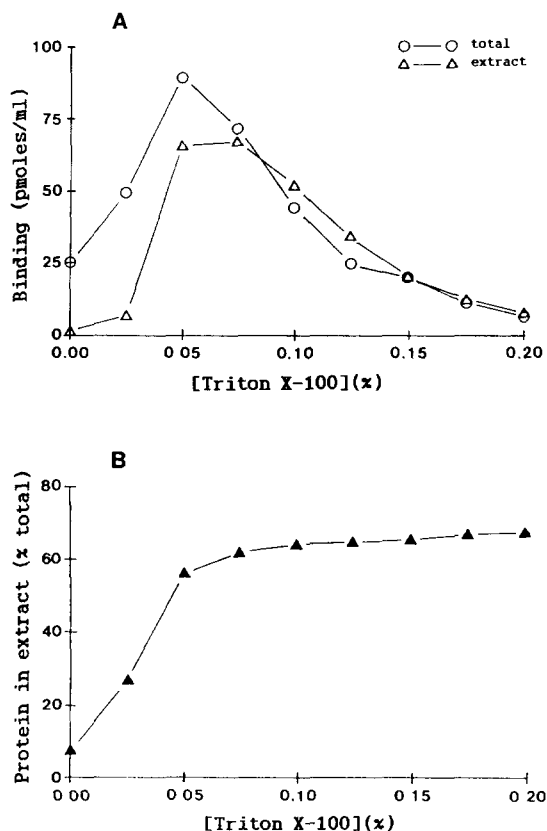 A
total
extract
Binding (pmoles/ml)
100
75
50
25
0
0.00 0.05 0.10 0.15 0.20
[Triton X-100](%)
B
Protein in extract (% total)
80
60
40
20
0
0 00 0 05 0.10 0.15 0 20
[Triton X-100](%)